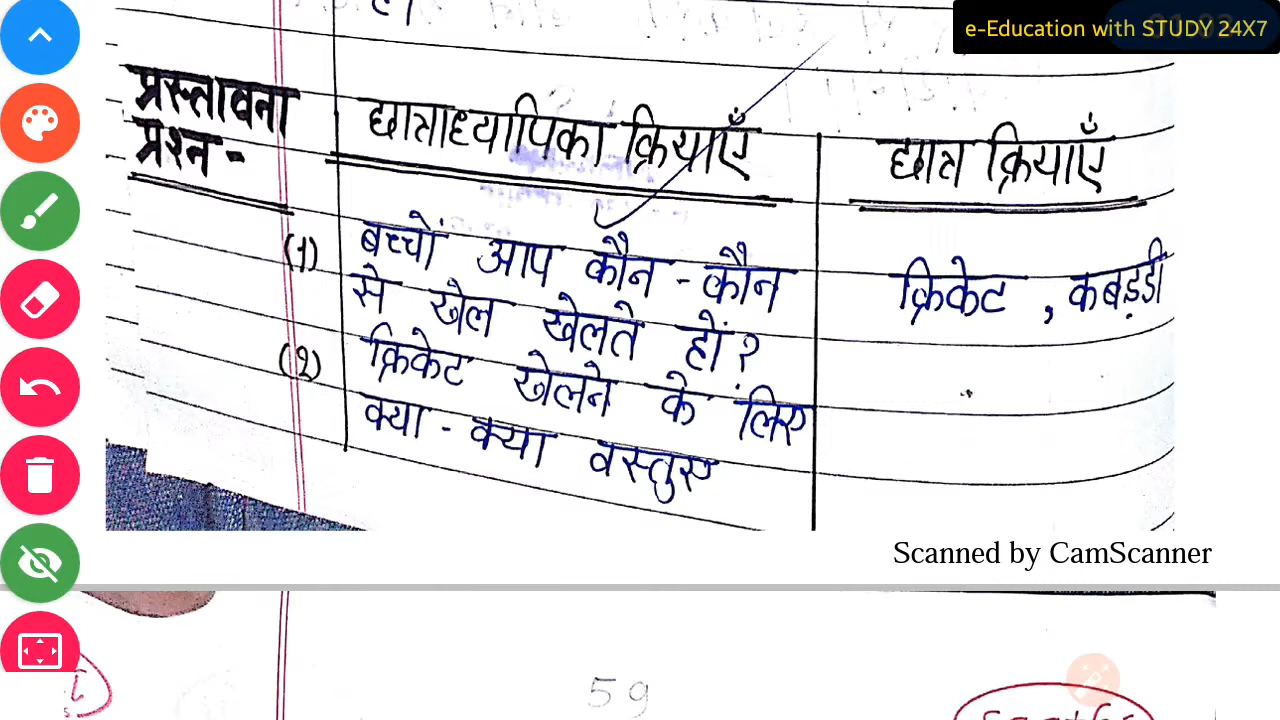 है।
e-Education with STUDY 24X7
प्रस्तावना
प्रश्न -
छात्राध्यापिका क्रियाएँ
छात्र क्रियाएँ
(1) बच्चों आप कौन - कौन
से खेल खेलते हों?
क्रिकेट, कबड्डी
(2) क्रिकेट खेलने के लिए
क्या - क्या वस्तुए
Scanned by CamScanner
59